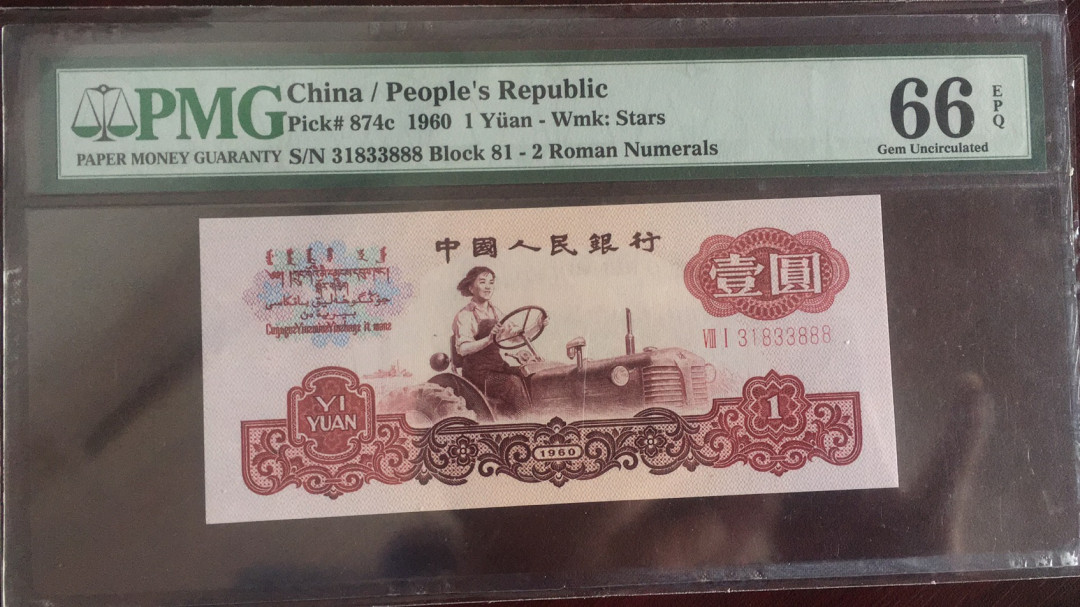 PMG
PAPER MONEY GUARANTY
China / People's Republic
Pick# 874c 1960 1 Yüan - Wmk: Stars
S/N 31833888 Block 81 - 2 Roman Numerals
66
EPQ
Gem Uncirculated
中國人民銀行
壹圓
VIII I 31833888
YI
YUAN
1960
1